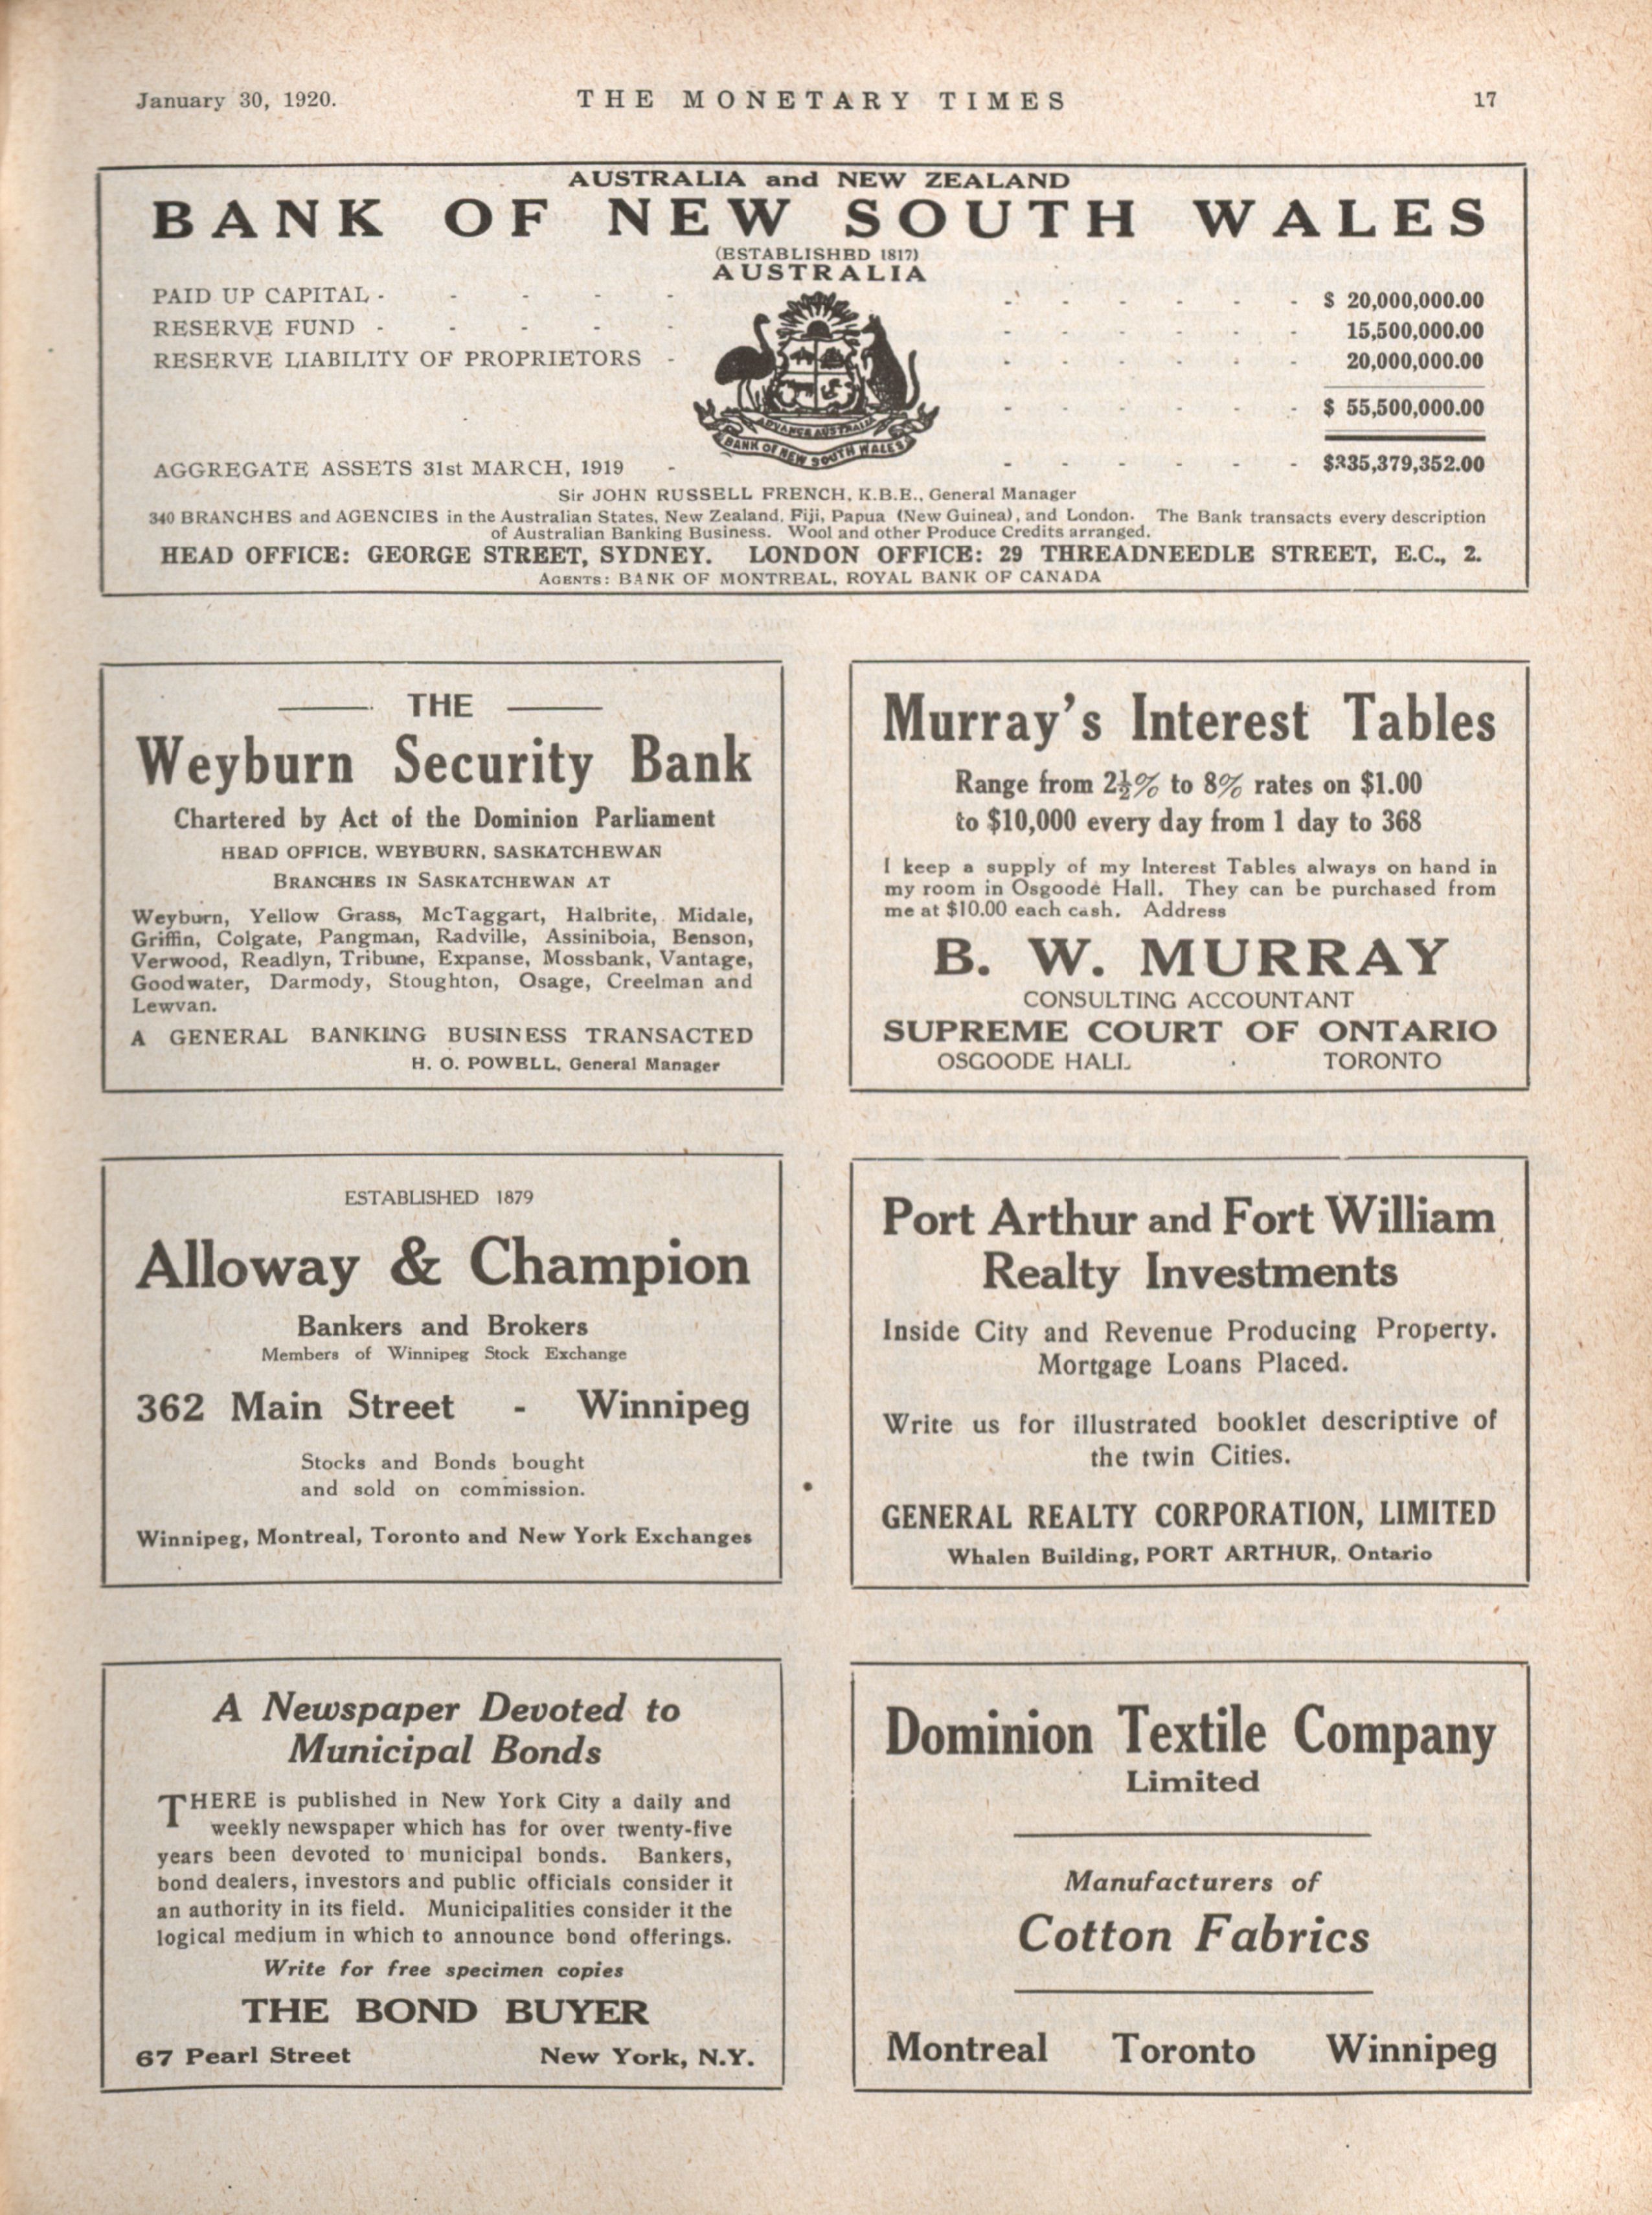 January 30, 1920.
THE MONETARY TIMES
17
AUSTRALIA and NEW ZEALAND
BANK OF NEW SOUTH WALES
(ESTABLISHED 1817)
AUSTRALIA
PAID UP CAPITAL - - - - - - - - - - - $ 20,000,000.00
RESERVE FUND - - - - - - - - - - - 15,500,000.00
RESERVE LIABILITY OF PROPRIETORS - - - - - - - 20,000,000.00
- - - - - - $ 55,500,000.00
ADVANCE AUSTRALIA
BANK OF NEW SOUTH WALES
AGGREGATE ASSETS 31st MARCH, 1919 - - - - - - - $335,379,352.00
Sir JOHN RUSSELL FRENCH, K.B.E., General Manager
340 BRANCHES and AGENCIES in the Australian States, New Zealand, Fiji, Papua (New Guinea), and London. The Bank transacts every description
of Australian Banking Business. Wool and other Produce Credits arranged.
HEAD OFFICE: GEORGE STREET, SYDNEY. LONDON OFFICE: 29 THREADNEEDLE STREET, E.C., 2.
AGENTS: BANK OF MONTREAL, ROYAL BANK OF CANADA
THE
Weyburn Security Bank
Chartered by Act of the Dominion Parliament
HEAD OFFICE, WEYBURN, SASKATCHEWAN
BRANCHES IN SASKATCHEWAN AT
Weyburn, Yellow Grass, McTaggart, Halbrite, Midale,
Griffin, Colgate, Pangman, Radville, Assiniboia, Benson,
Verwood, Readlyn, Tribune, Expanse, Mossbank, Vantage,
Goodwater, Darmody, Stoughton, Osage, Creelman and
Lewvan.
A GENERAL BANKING BUSINESS TRANSACTED
H. O. POWELL, General Manager
Murray's Interest Tables
Range from 2½% to 8% rates on $1.00
to $10,000 every day from 1 day to 368
I keep a supply of my Interest Tables always on hand in
my room in Osgoode Hall. They can be purchased from
me at $10.00 each cash. Address
B. W. MURRAY
CONSULTING ACCOUNTANT
SUPREME COURT OF ONTARIO
OSGOODE HALL TORONTO
ESTABLISHED 1879
Alloway & Champion
Bankers and Brokers
Members of Winnipeg Stock Exchange
362 Main Street - Winnipeg
Stocks and Bonds bought
and sold on commission.
Winnipeg, Montreal, Toronto and New York Exchanges
Port Arthur and Fort William
Realty Investments
Inside City and Revenue Producing Property.
Mortgage Loans Placed.
Write us for illustrated booklet descriptive of
the twin Cities.
GENERAL REALTY CORPORATION, LIMITED
Whalen Building, PORT ARTHUR, Ontario
A Newspaper Devoted to
Municipal Bonds
THERE is published in New York City a daily and
weekly newspaper which has for over twenty-five
years been devoted to municipal bonds. Bankers,
bond dealers, investors and public officials consider it
an authority in its field. Municipalities consider it the
logical medium in which to announce bond offerings.
Write for free specimen copies
THE BOND BUYER
67 Pearl Street New York, N.Y.
Dominion Textile Company
Limited
Manufacturers of
Cotton Fabrics
Montreal Toronto Winnipeg